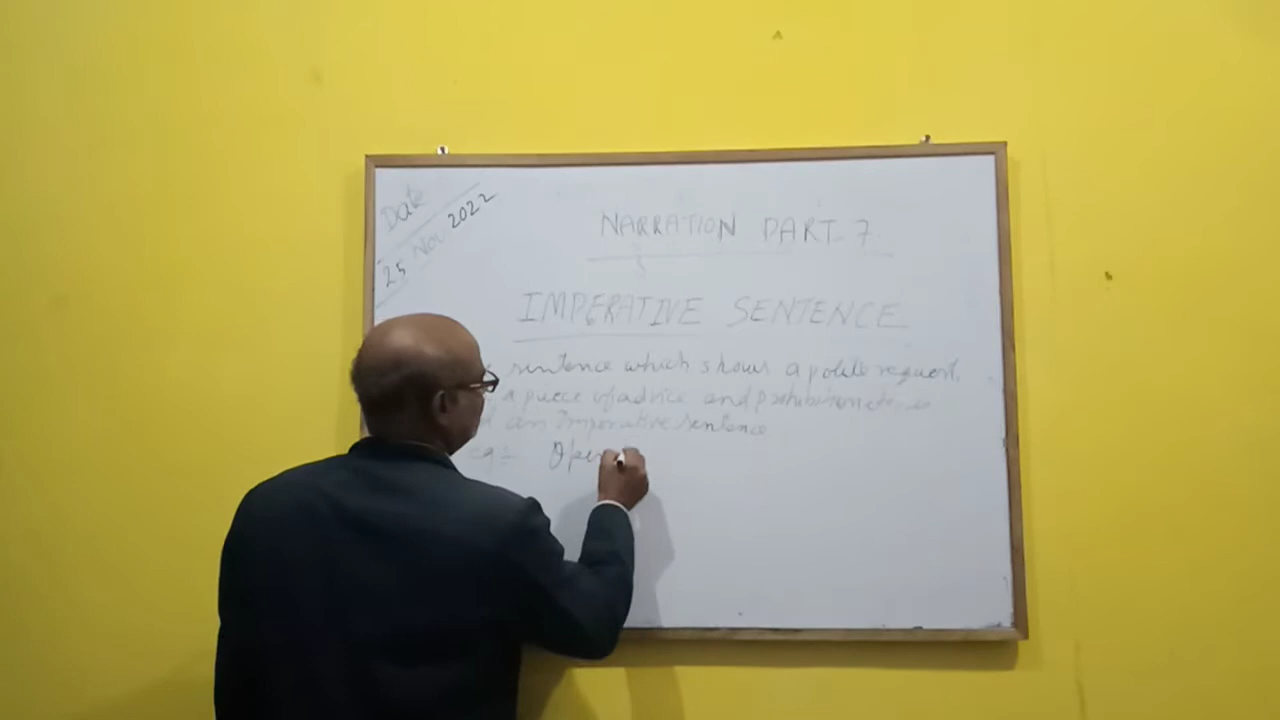 Date
25 Nov 2022
NARRATION PART-7
IMPERATIVE SENTENCE
sentence which shows a polite request,
a piece of advice and prohibition etc, is
an Imperative sentence
eg:- Open